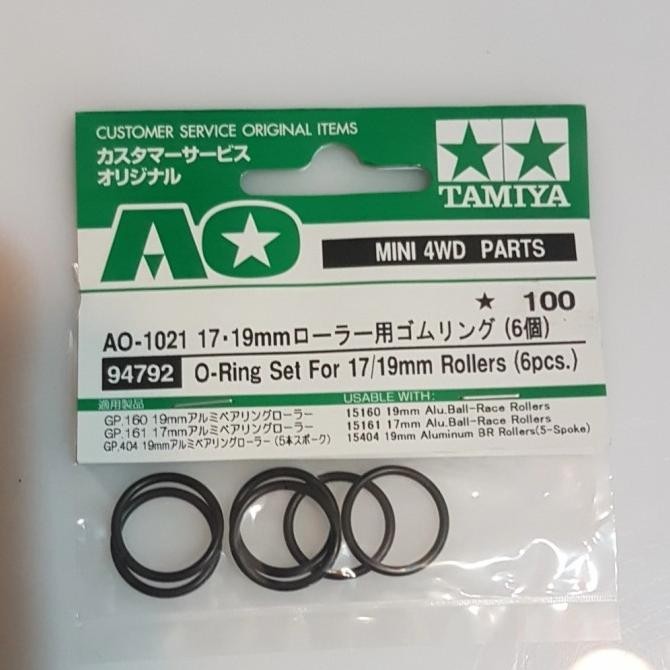 CUSTOMER SERVICE ORIGINAL ITEMS
カスタマーサービス
オリジナル
TAMIYA
AO
MINI 4WD PARTS
★ 100
AO-1021 17・19mmローラー用ゴムリング (6個)
94792 O-Ring Set For 17/19mm Rollers (6pcs.)
適用製品
GP.160 19mmアルミベアリングローラー
GP.161 17mmアルミベアリングローラー
GP.404 19mmアルミベアリングローラー (5本スポーク)
USABLE WITH:
15160 19mm Alu.Ball-Race Rollers
15161 17mm Alu.Ball-Race Rollers
15404 19mm Aluminum BR Rollers(5-Spoke)